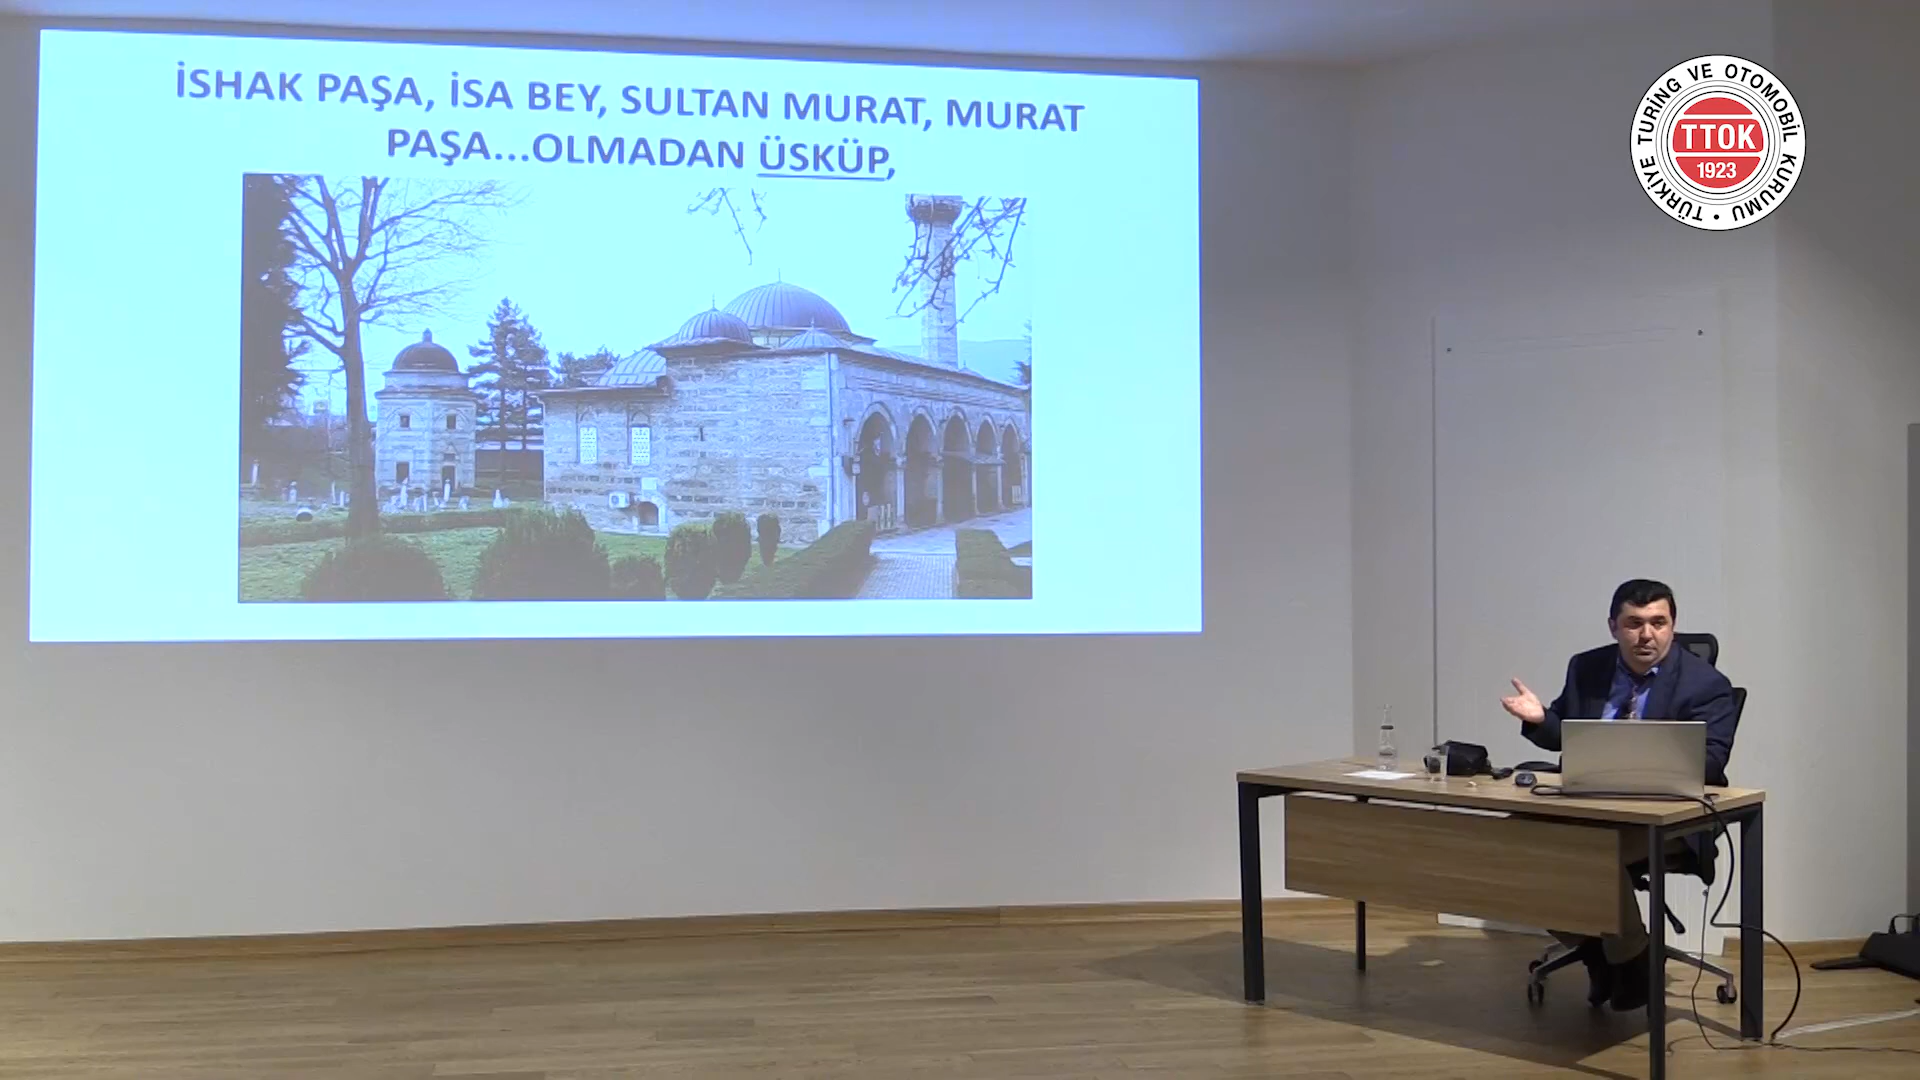 İSHAK PAŞA, İSA BEY, SULTAN MURAT, MURAT
PAŞA...OLMADAN ÜSKÜP,
TÜRKİYE TURİNG VE OTOMOBİL KURUMU
TTOK
1923